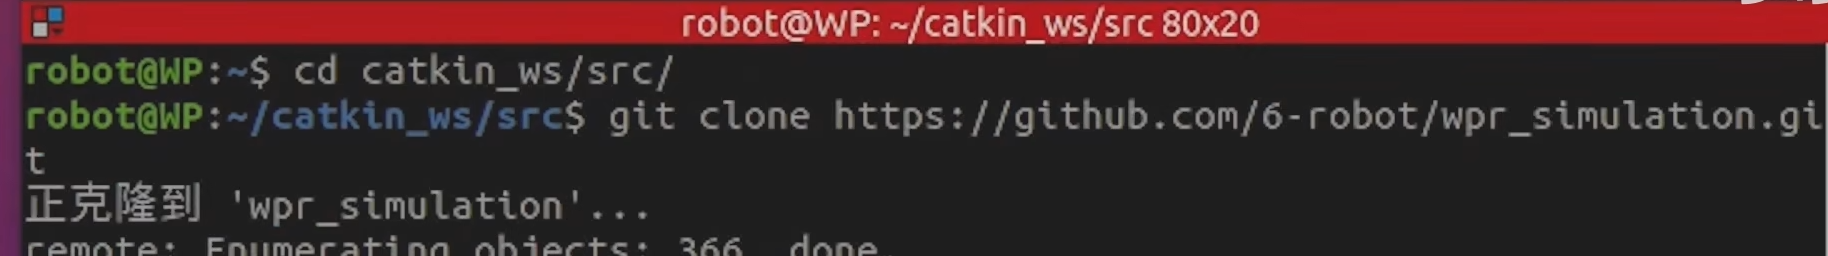 robot@WP: ~/catkin_ws/src 80x20
robot@WP:~$ cd catkin_ws/src/
robot@WP:~/catkin_ws/src$ git clone https://github.com/6-robot/wpr_simulation.gi
t
正克隆到 'wpr_simulation'...
remote: Enumerating objects: 366, done.